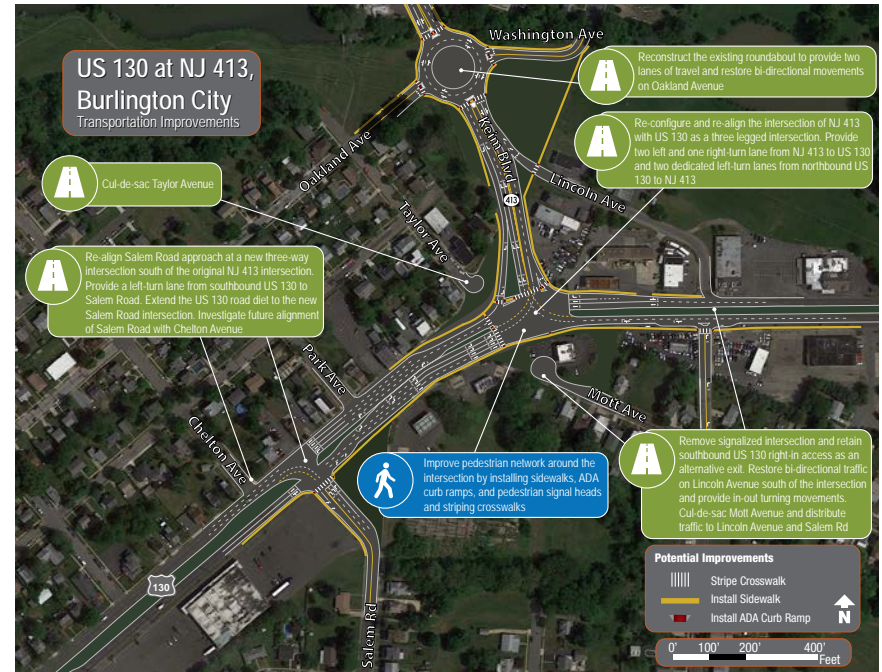 US 130 at NJ 413,
Burlington City
Transportation Improvements
Washington Ave
Reconstruct the existing roundabout to provide two
lanes of travel and restore bi-directional movements
on Oakland Avenue
Re-configure and re-align the intersection of NJ 413
with US 130 as a three legged intersection. Provide
two left and one right-turn lane from NJ 413 to US 130
and two dedicated left-turn lanes from northbound US
130 to NJ 413
Keim Blvd
Oakland Ave
Lincoln Ave
413
Cul-de-sac Taylor Avenue
Taylor Ave
Re-align Salem Road approach at a new three-way
intersection south of the original NJ 413 intersection.
Provide a left-turn lane from southbound US 130 to
Salem Road. Extend the US 130 road diet to the new
Salem Road intersection. Investigate future alignment
of Salem Road with Chelton Avenue
Park Ave
Mott Ave
Chelton Ave
Improve pedestrian network around the
intersection by installing sidewalks, ADA
curb ramps, and pedestrian signal heads
and striping crosswalks
Remove signalized intersection and retain
southbound US 130 right-in access as an
alternative exit. Restore bi-directional traffic
on Lincoln Avenue south of the intersection
and provide in-out turning movements.
Cul-de-sac Mott Avenue and distribute
traffic to Lincoln Avenue and Salem Rd
130
Salem Rd
Potential Improvements
Stripe Crosswalk
Install Sidewalk
Install ADA Curb Ramp
N
0' 100' 200' 400'
Feet